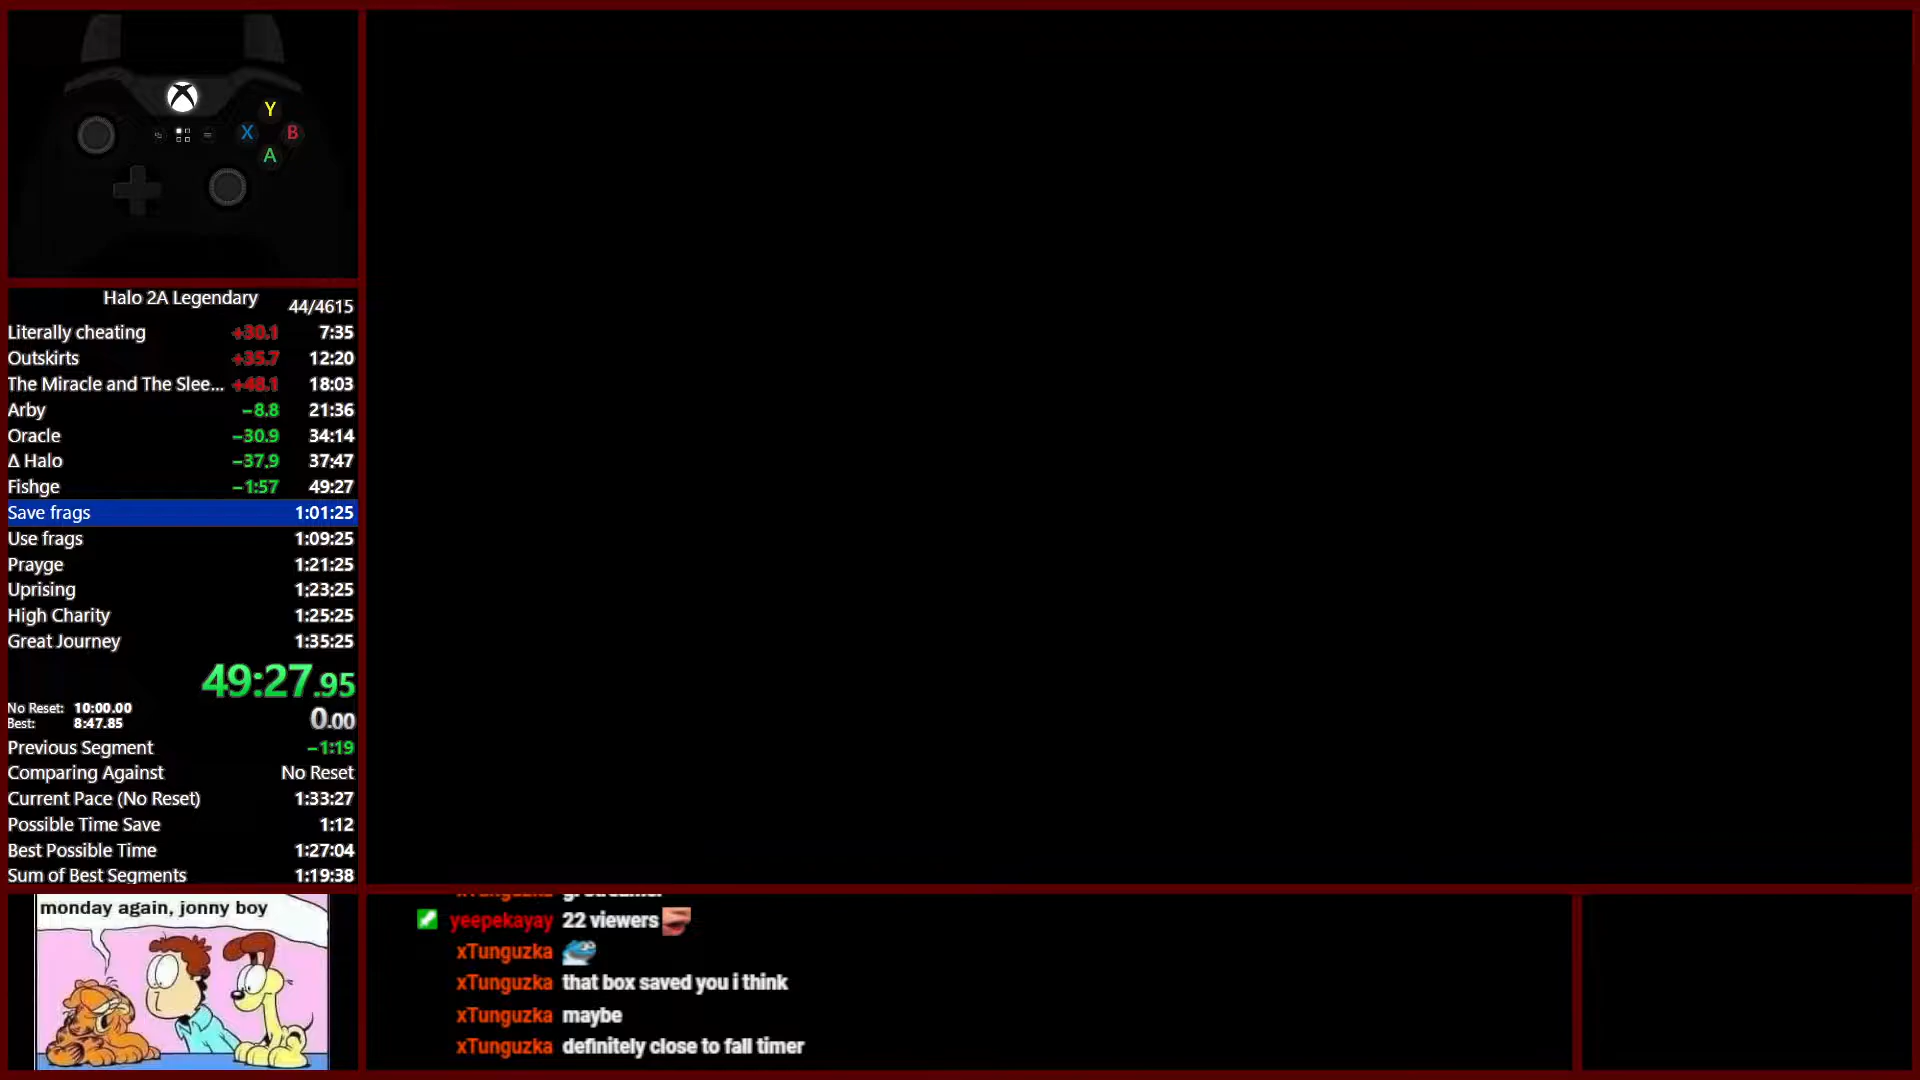 Y
X B
A
Halo 2A Legendary 44/4615
Literally cheating +30.1 7:35
Outskirts +35.7 12:20
The Miracle and The Slee... +48.1 18:03
Arby −8.8 21:36
Oracle −30.9 34:14
Δ Halo −37.9 37:47
Fishge −1:57 49:27
Save frags 1:01:25
Use frags 1:09:25
Prayge 1:21:25
Uprising 1:23:25
High Charity 1:25:25
Great Journey 1:35:25
49:27.95
No Reset: 10:00.00
Best: 8:47.85 0.00
Previous Segment −1:19
Comparing Against No Reset
Current Pace (No Reset) 1:33:27
Possible Time Save 1:12
Best Possible Time 1:27:04
Sum of Best Segments 1:19:38
monday again, jonny boy
yeepekayay 22 viewers
xTunguzka
xTunguzka that box saved you i think
xTunguzka maybe
xTunguzka definitely close to fall timer